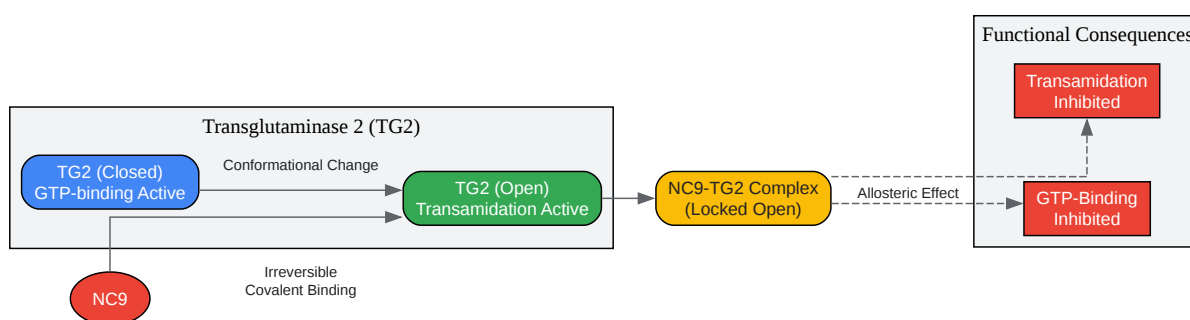 Functional Consequences
Transamidation
Inhibited
Transglutaminase 2 (TG2)
TG2 (Closed)
GTP-binding Active
Conformational Change
TG2 (Open)
Transamidation Active
NC9-TG2 Complex
(Locked Open)
Allosteric Effect
GTP-Binding
Inhibited
Irreversible
Covalent Binding
NC9